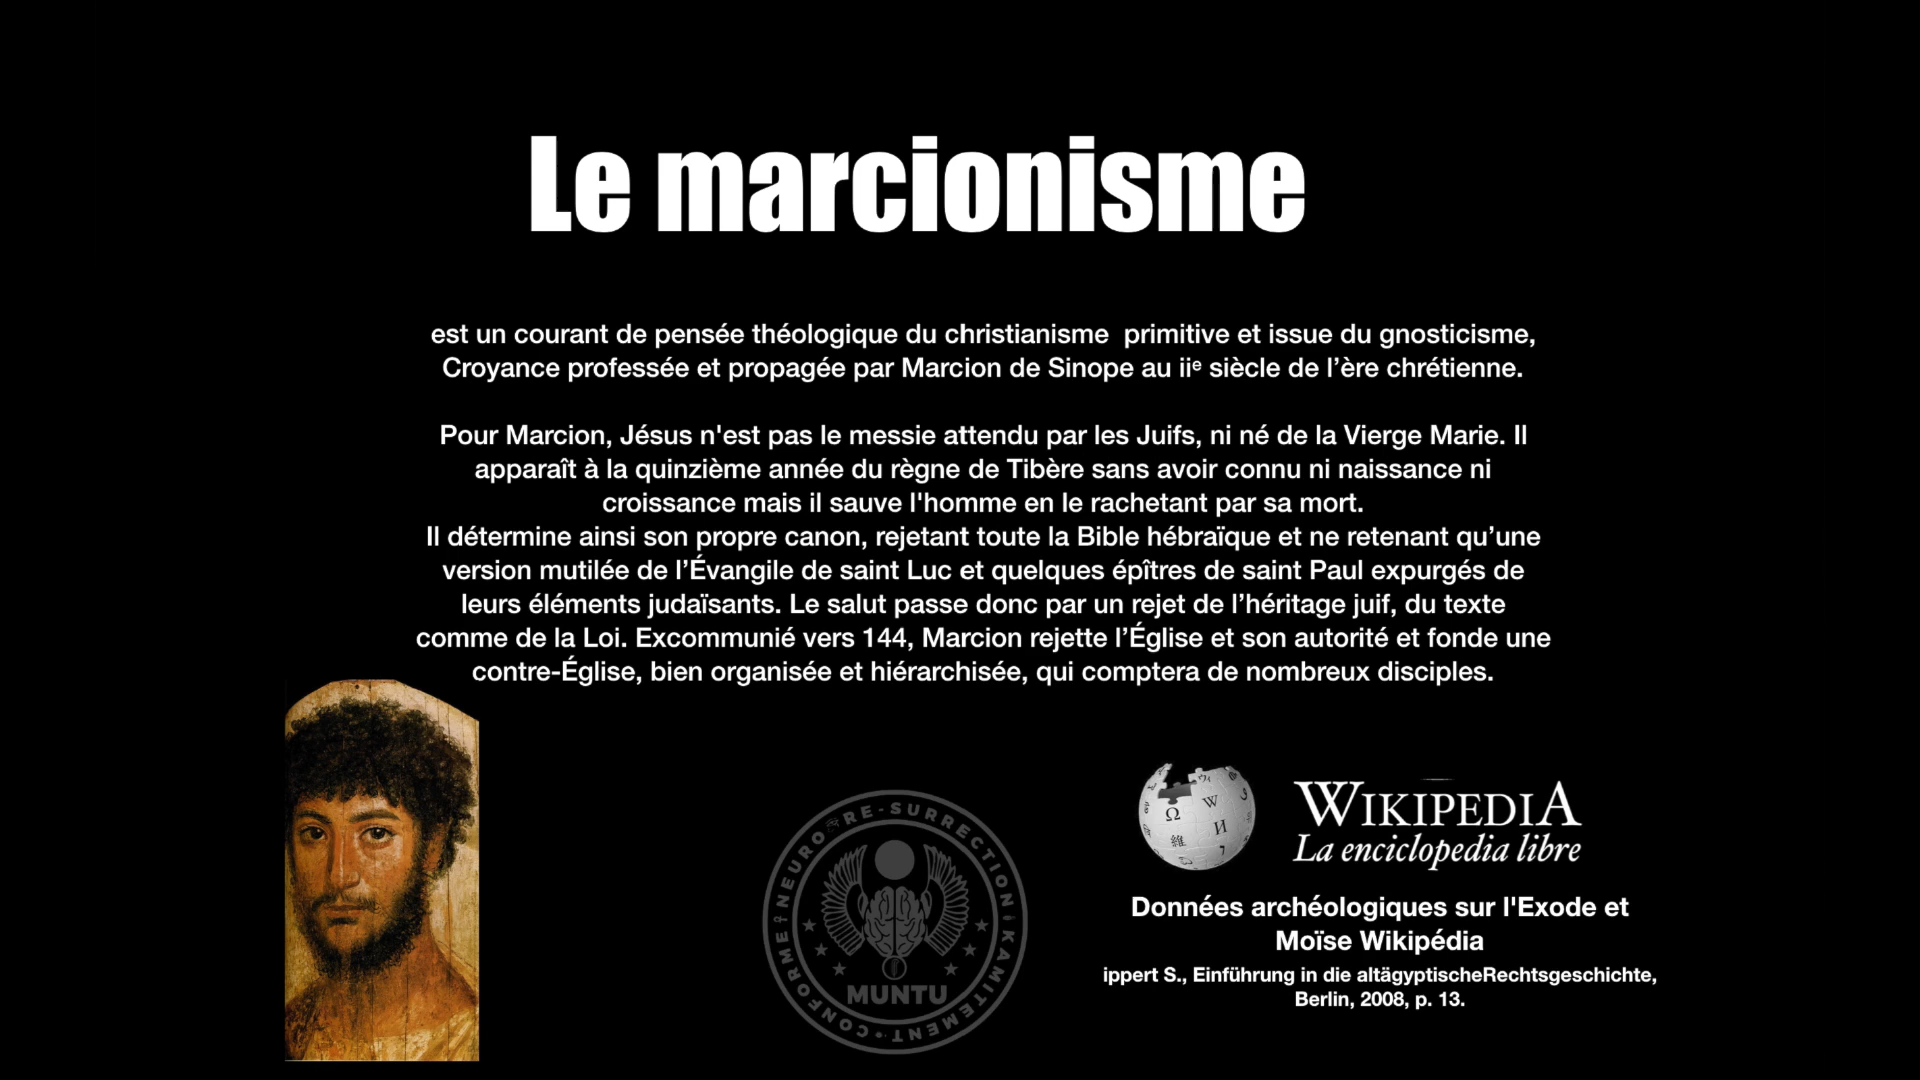 Le marcionisme
est un courant de pensée théologique du christianisme  primitive et issue du gnosticisme,
Croyance professée et propagée par Marcion de Sinope au iiᵉ siècle de l’ère chrétienne.
Pour Marcion, Jésus n'est pas le messie attendu par les Juifs, ni né de la Vierge Marie. Il
apparaît à la quinzième année du règne de Tibère sans avoir connu ni naissance ni
croissance mais il sauve l'homme en le rachetant par sa mort.
Il détermine ainsi son propre canon, rejetant toute la Bible hébraïque et ne retenant qu’une
version mutilée de l’Évangile de saint Luc et quelques épîtres de saint Paul expurgés de
leurs éléments judaïsants. Le salut passe donc par un rejet de l’héritage juif, du texte
comme de la Loi. Excommunié vers 144, Marcion rejette l’Église et son autorité et fonde une
contre-Église, bien organisée et hiérarchisée, qui comptera de nombreux disciples.
NEURO RE-SURRECTION
KAMITEMENT
CONFORME
MUNTU
Ω W И 維
WIKIPEDIA
La enciclopedia libre
Données archéologiques sur l'Exode et
Moïse Wikipédia
ippert S., Einführung in die altägyptischeRechtsgeschichte,
Berlin, 2008, p. 13.